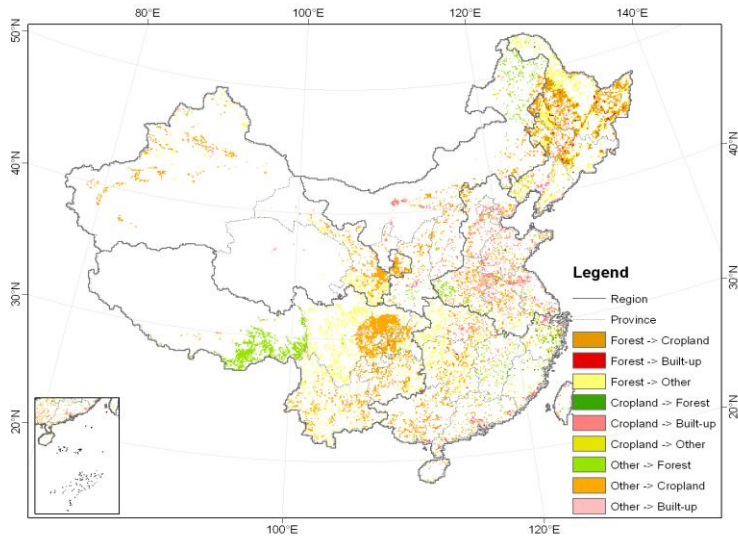 80°E
100°E
120°E
140°E
50°N
40°N
40°N
30°N
30°N
20°N
20°N
Legend
Region
Province
Forest -> Cropland
Forest -> Built-up
Forest -> Other
Cropland -> Forest
Cropland -> Built-up
Cropland -> Other
Other -> Forest
Other -> Cropland
Other -> Built-up
100°E
120°E